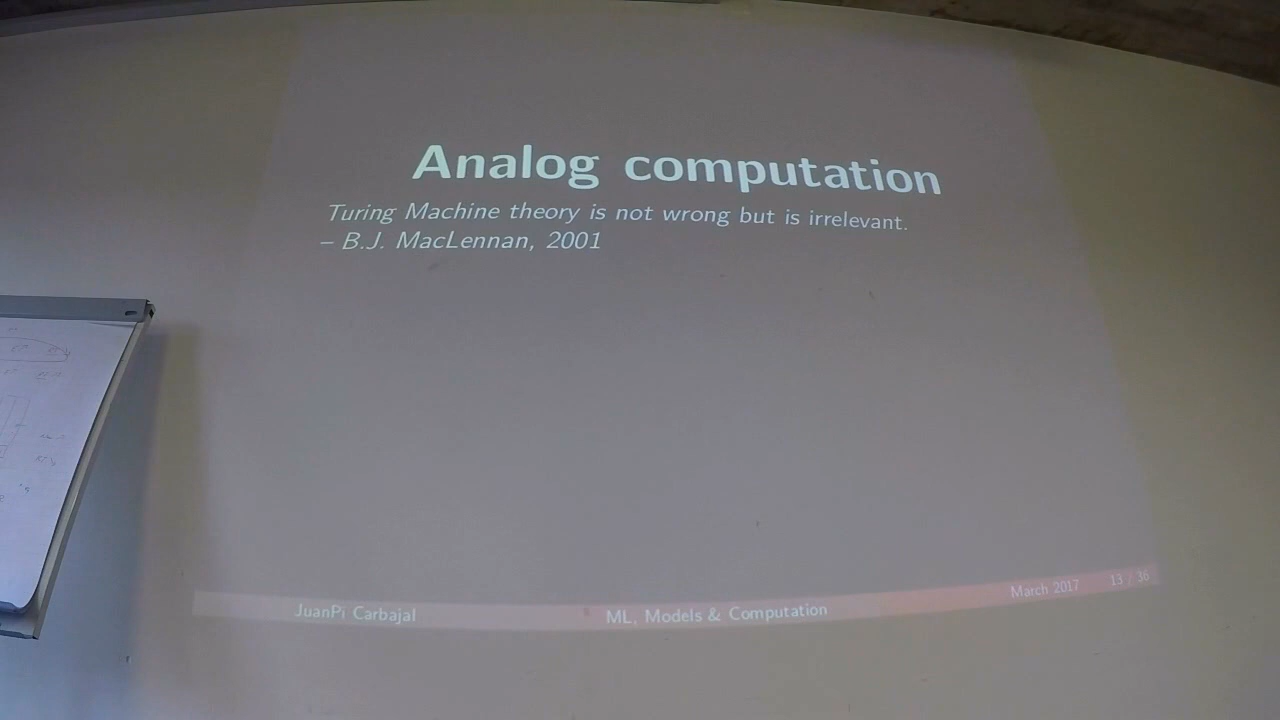 Analog computation
Turing Machine theory is not wrong but is irrelevant.
– B.J. MacLennan, 2001
JuanPi Carbajal
ML, Models & Computation
March 2017
13 / 36